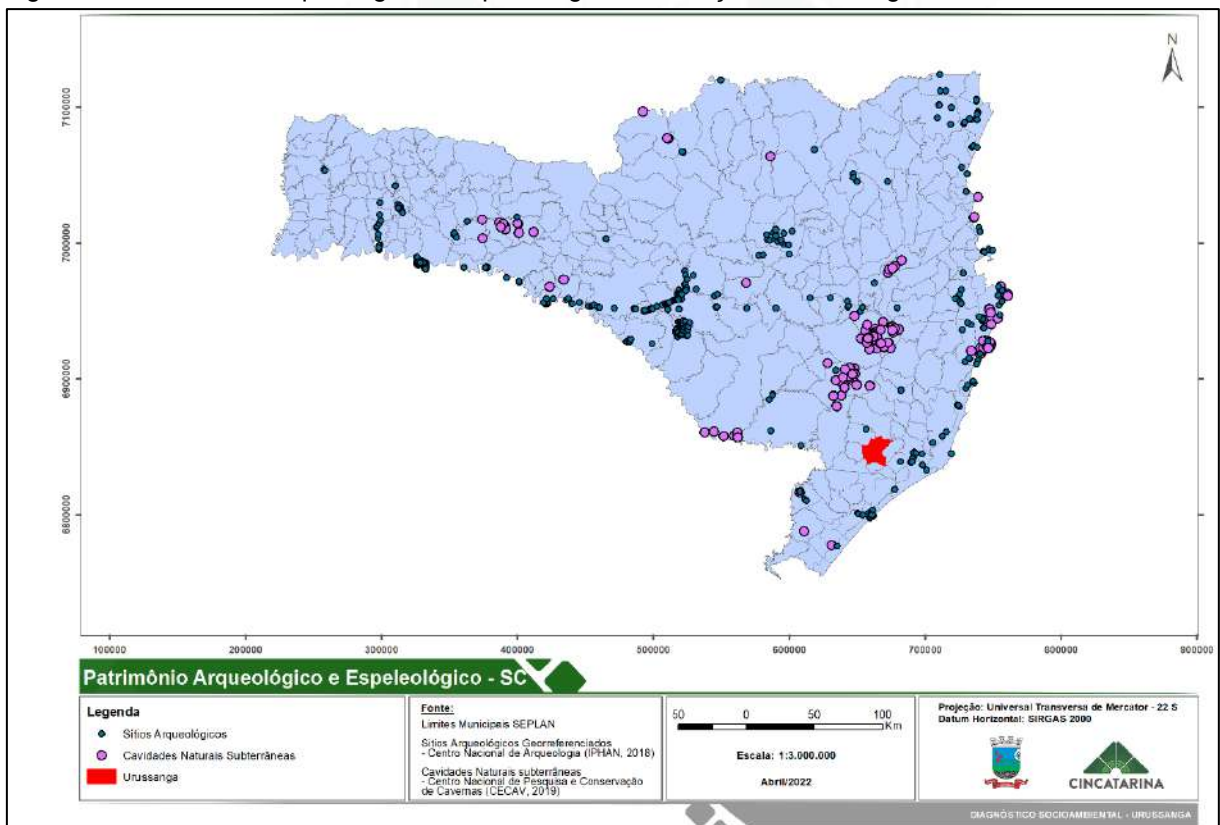 N
7100000
7000000
6900000
6800000
100000 200000 300000 400000 500000 600000 700000 800000 900000
Patrimônio Arqueológico e Espeleológico - SC
Legenda
Sítios Arqueológicos
Cavidades Naturais Subterrâneas
Urussanga
Fonte:
Limites Municipais SEPLAN
Sítios Arqueológicos Georreferenciados
- Centro Nacional de Arqueologia (IPHAN, 2018)
Cavidades Naturais subterrâneas
- Centro Nacional de Pesquisa e Conservação
de Cavernas (CECAV, 2019)
50 0 50 100
Km
Escala: 1:3.000.000
Abril/2022
Projeção: Universal Transversa de Mercator - 22 S
Datum Horizontal: SIRGAS 2000
CINCATARINA
DIAGNÓSTICO SOCIOAMBIENTAL - URUSSANGA